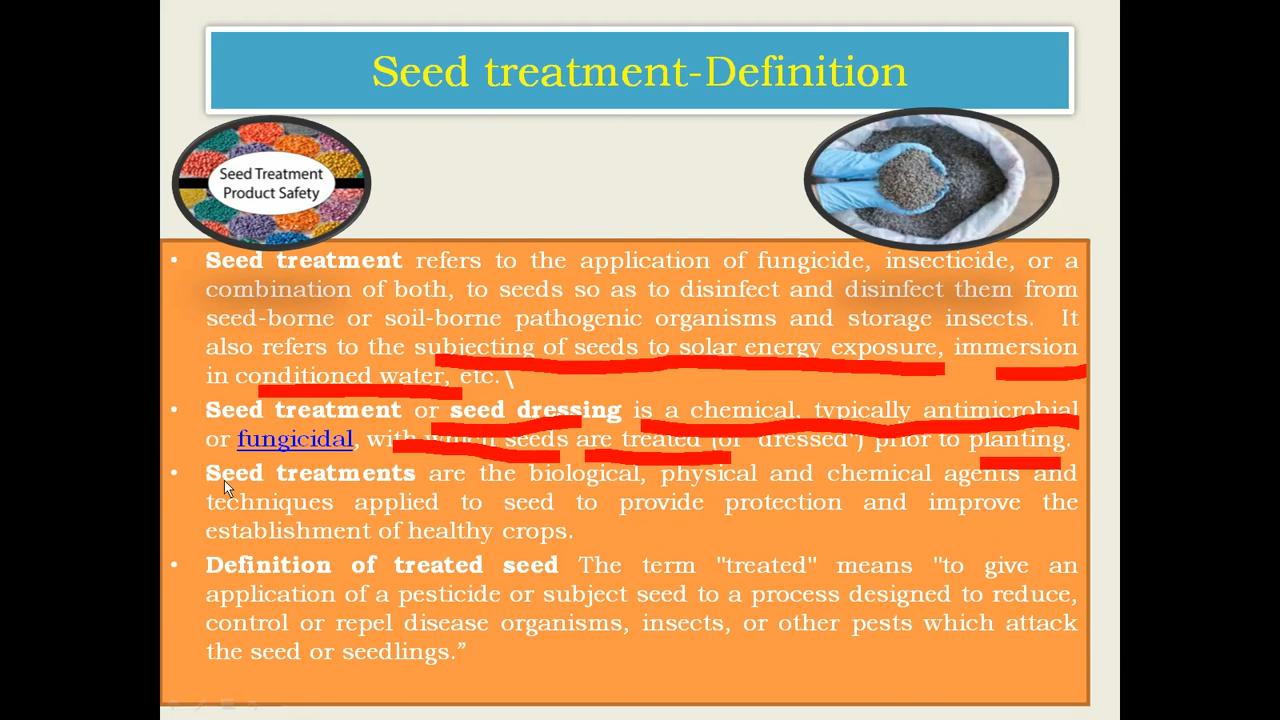 Seed treatment-Definition
Seed Treatment
Product Safety
• Seed treatment refers to the application of fungicide, insecticide, or a
combination of both, to seeds so as to disinfect and disinfect them from
seed-borne or soil-borne pathogenic organisms and storage insects. It
also refers to the subjecting of seeds to solar energy exposure, immersion
in conditioned water, etc.\
• Seed treatment or seed dressing is a chemical, typically antimicrobial
or fungicidal, with which seeds are treated (or "dressed") prior to planting.
• Seed treatments are the biological, physical and chemical agents and
techniques applied to seed to provide protection and improve the
establishment of healthy crops.
• Definition of treated seed The term "treated" means "to give an
application of a pesticide or subject seed to a process designed to reduce,
control or repel disease organisms, insects, or other pests which attack
the seed or seedlings.”